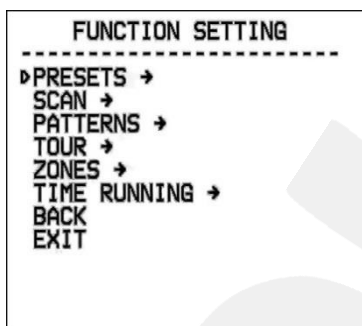 FUNCTION SETTING
PRESETS →
SCAN →
PATTERNS →
TOUR →
ZONES →
TIME RUNNING →
BACK
EXIT